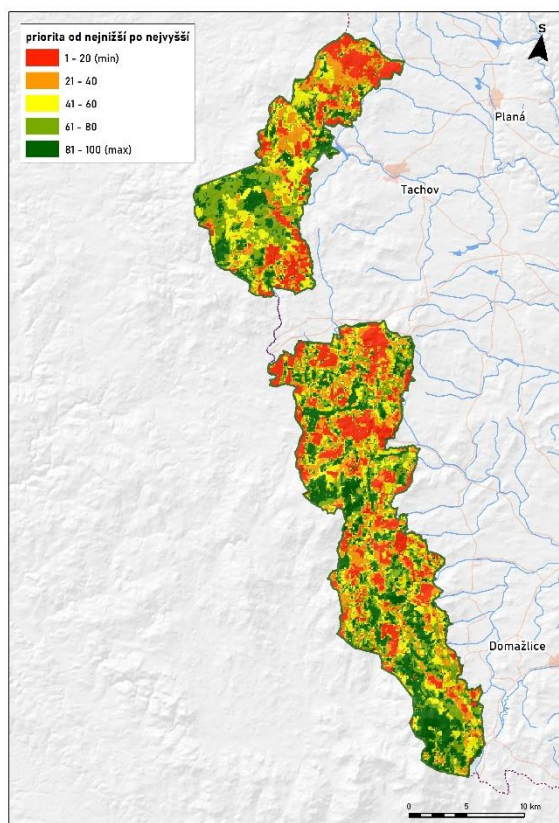 priorita od nejnižší po nejvyšší
1 - 20 (min)
21 - 40
41 - 60
61 - 80
81 - 100 (max)
S
Planá
Tachov
Domažlice
0 5 10 km